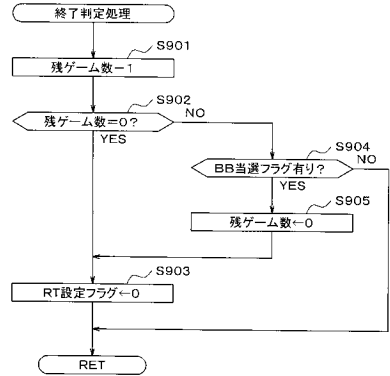 終了判定処理
S901
残ゲーム数－1
S902
残ゲーム数=0?
NO
YES
S904
BB当選フラグ有り?
NO
YES
S905
残ゲーム数←0
S903
RT設定フラグ←0
RET